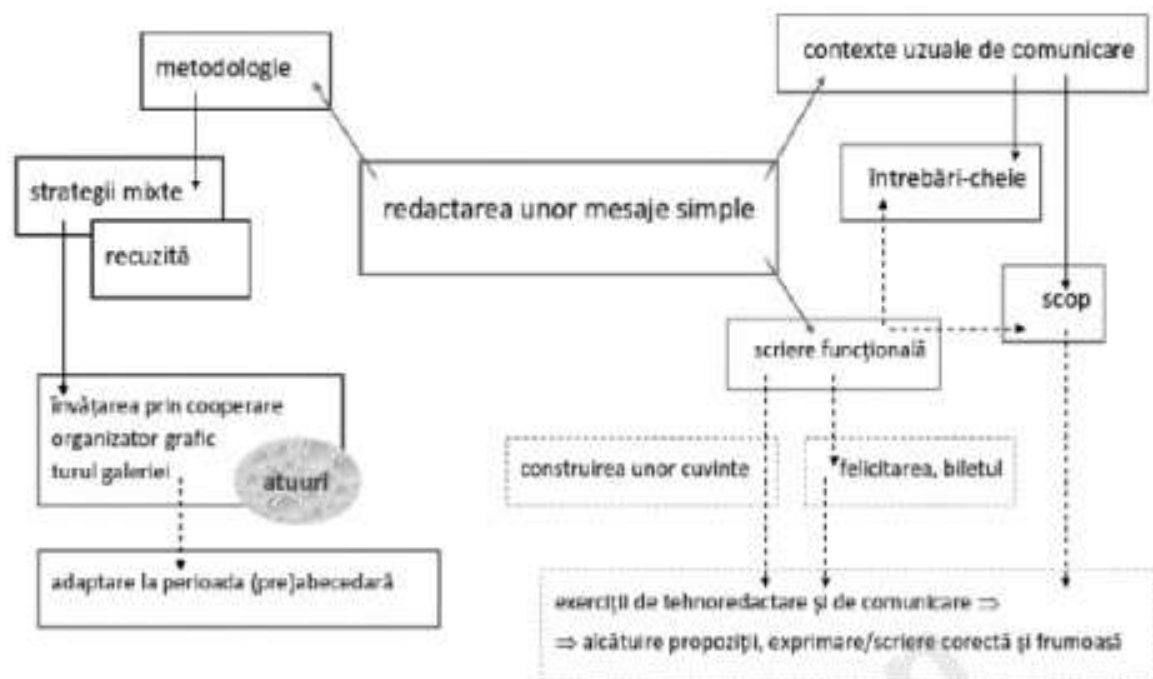 metodologie
contexte uzuale de comunicare
strategii mixte
recuzită
redactarea unor mesaje simple
întrebări-cheie
scop
scriere funcțională
învățarea prin cooperare
organizator grafic
turul galeriei
atuuri
construirea unor cuvinte
felicitarea, biletul
adaptare la perioada (pre)abecedară
exerciții de tehnoredactare și de comunicare ⇒
⇒ alcătuire propoziții, exprimare/scriere corectă și frumoasă